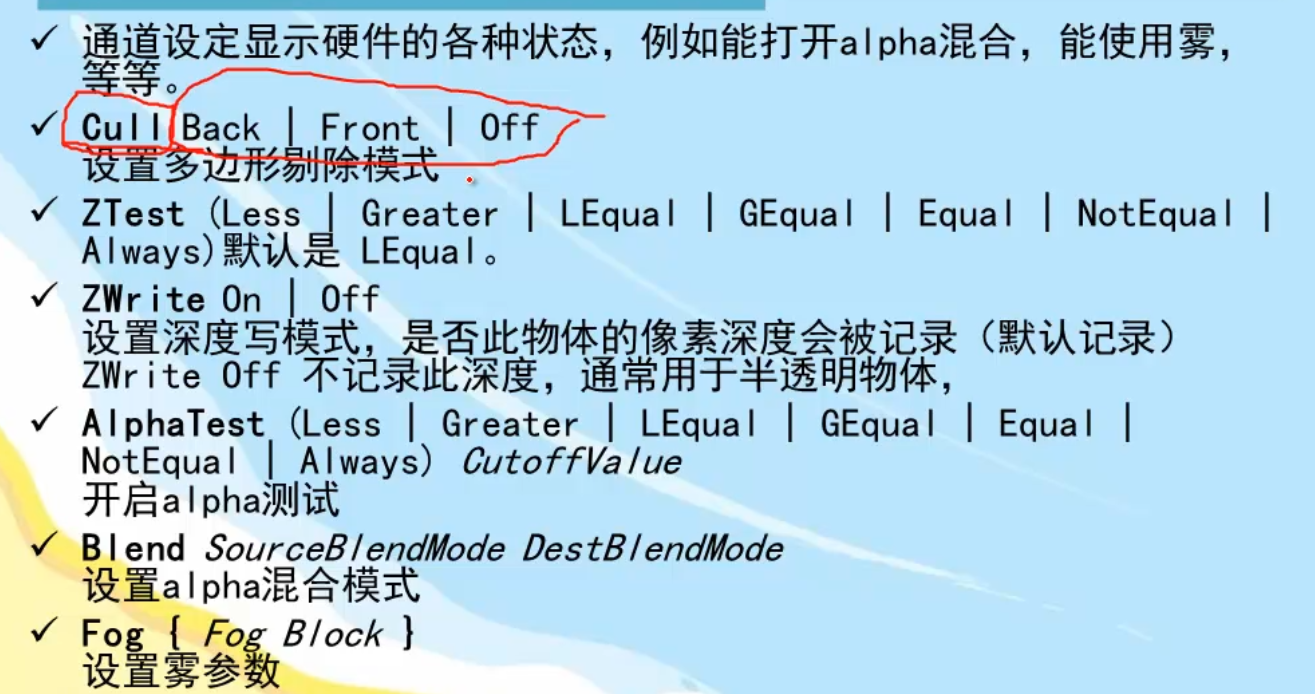 ✓ 通道设定显示硬件的各种状态，例如能打开alpha混合，能使用雾，
等等。
✓ Cull Back | Front | Off
设置多边形剔除模式
✓ ZTest (Less | Greater | LEqual | GEqual | Equal | NotEqual |
Always)默认是 LEqual。
✓ ZWrite On | Off
设置深度写模式，是否此物体的像素深度会被记录（默认记录）
ZWrite Off 不记录此深度，通常用于半透明物体，
✓ AlphaTest (Less | Greater | LEqual | GEqual | Equal |
NotEqual | Always) CutoffValue
开启alpha测试
✓ Blend SourceBlendMode DestBlendMode
设置alpha混合模式
✓ Fog { Fog Block }
设置雾参数